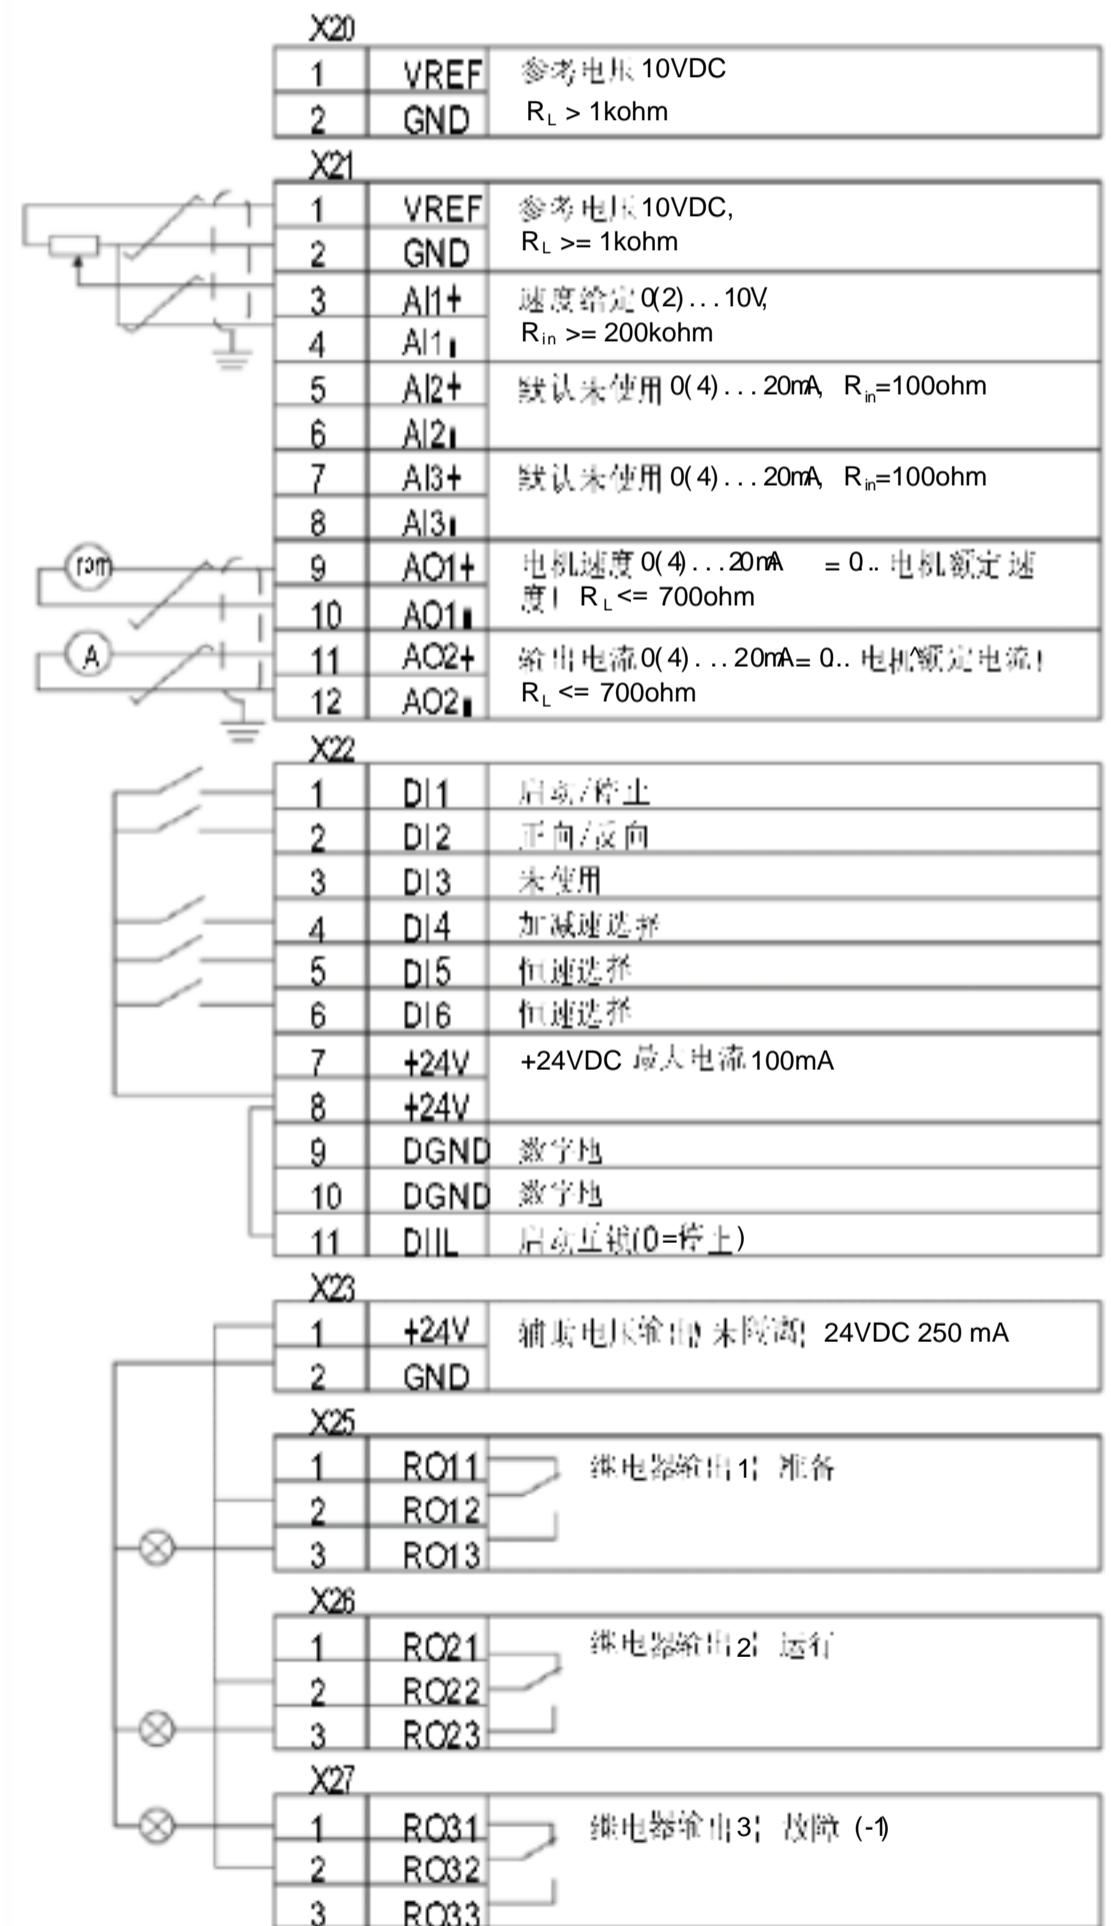 X20
1 VREF 参考电压 10VDC
2 GND RL > 1kohm
X21
1 VREF 参考电压 10VDC,
2 GND RL >= 1kohm
3 AI1+ 速度给定 0(2)...10V,
4 AI1- Rin >= 200kohm
5 AI2+ 默认未使用 0(4)...20mA, Rin=100ohm
6 AI2-
7 AI3+ 默认未使用 0(4)...20mA, Rin=100ohm
8 AI3-
rpm
9 AO1+ 电机速度 0(4)...20mA = 0.. 电机额定速
10 AO1- 度! RL <= 700ohm
A
11 AO2+ 输出电流 0(4)...20mA = 0.. 电机额定电流!
12 AO2- RL <= 700ohm
X22
1 DI1 启动/停止
2 DI2 正向/反向
3 DI3 未使用
4 DI4 加减速选择
5 DI5 恒速选择
6 DI6 恒速选择
7 +24V +24VDC 最大电流 100mA
8 +24V
9 DGND 数字地
10 DGND 数字地
11 DIIL 启动互锁(0=停止)
X23
1 +24V 辅助电压输出! 未隔离! 24VDC 250 mA
2 GND
X25
1 RO11 继电器输出1! 准备
2 RO12
3 RO13
X26
1 RO21 继电器输出2! 运行
2 RO22
3 RO23
X27
1 RO31 继电器输出3! 故障 (-1)
2 RO32
3 RO33